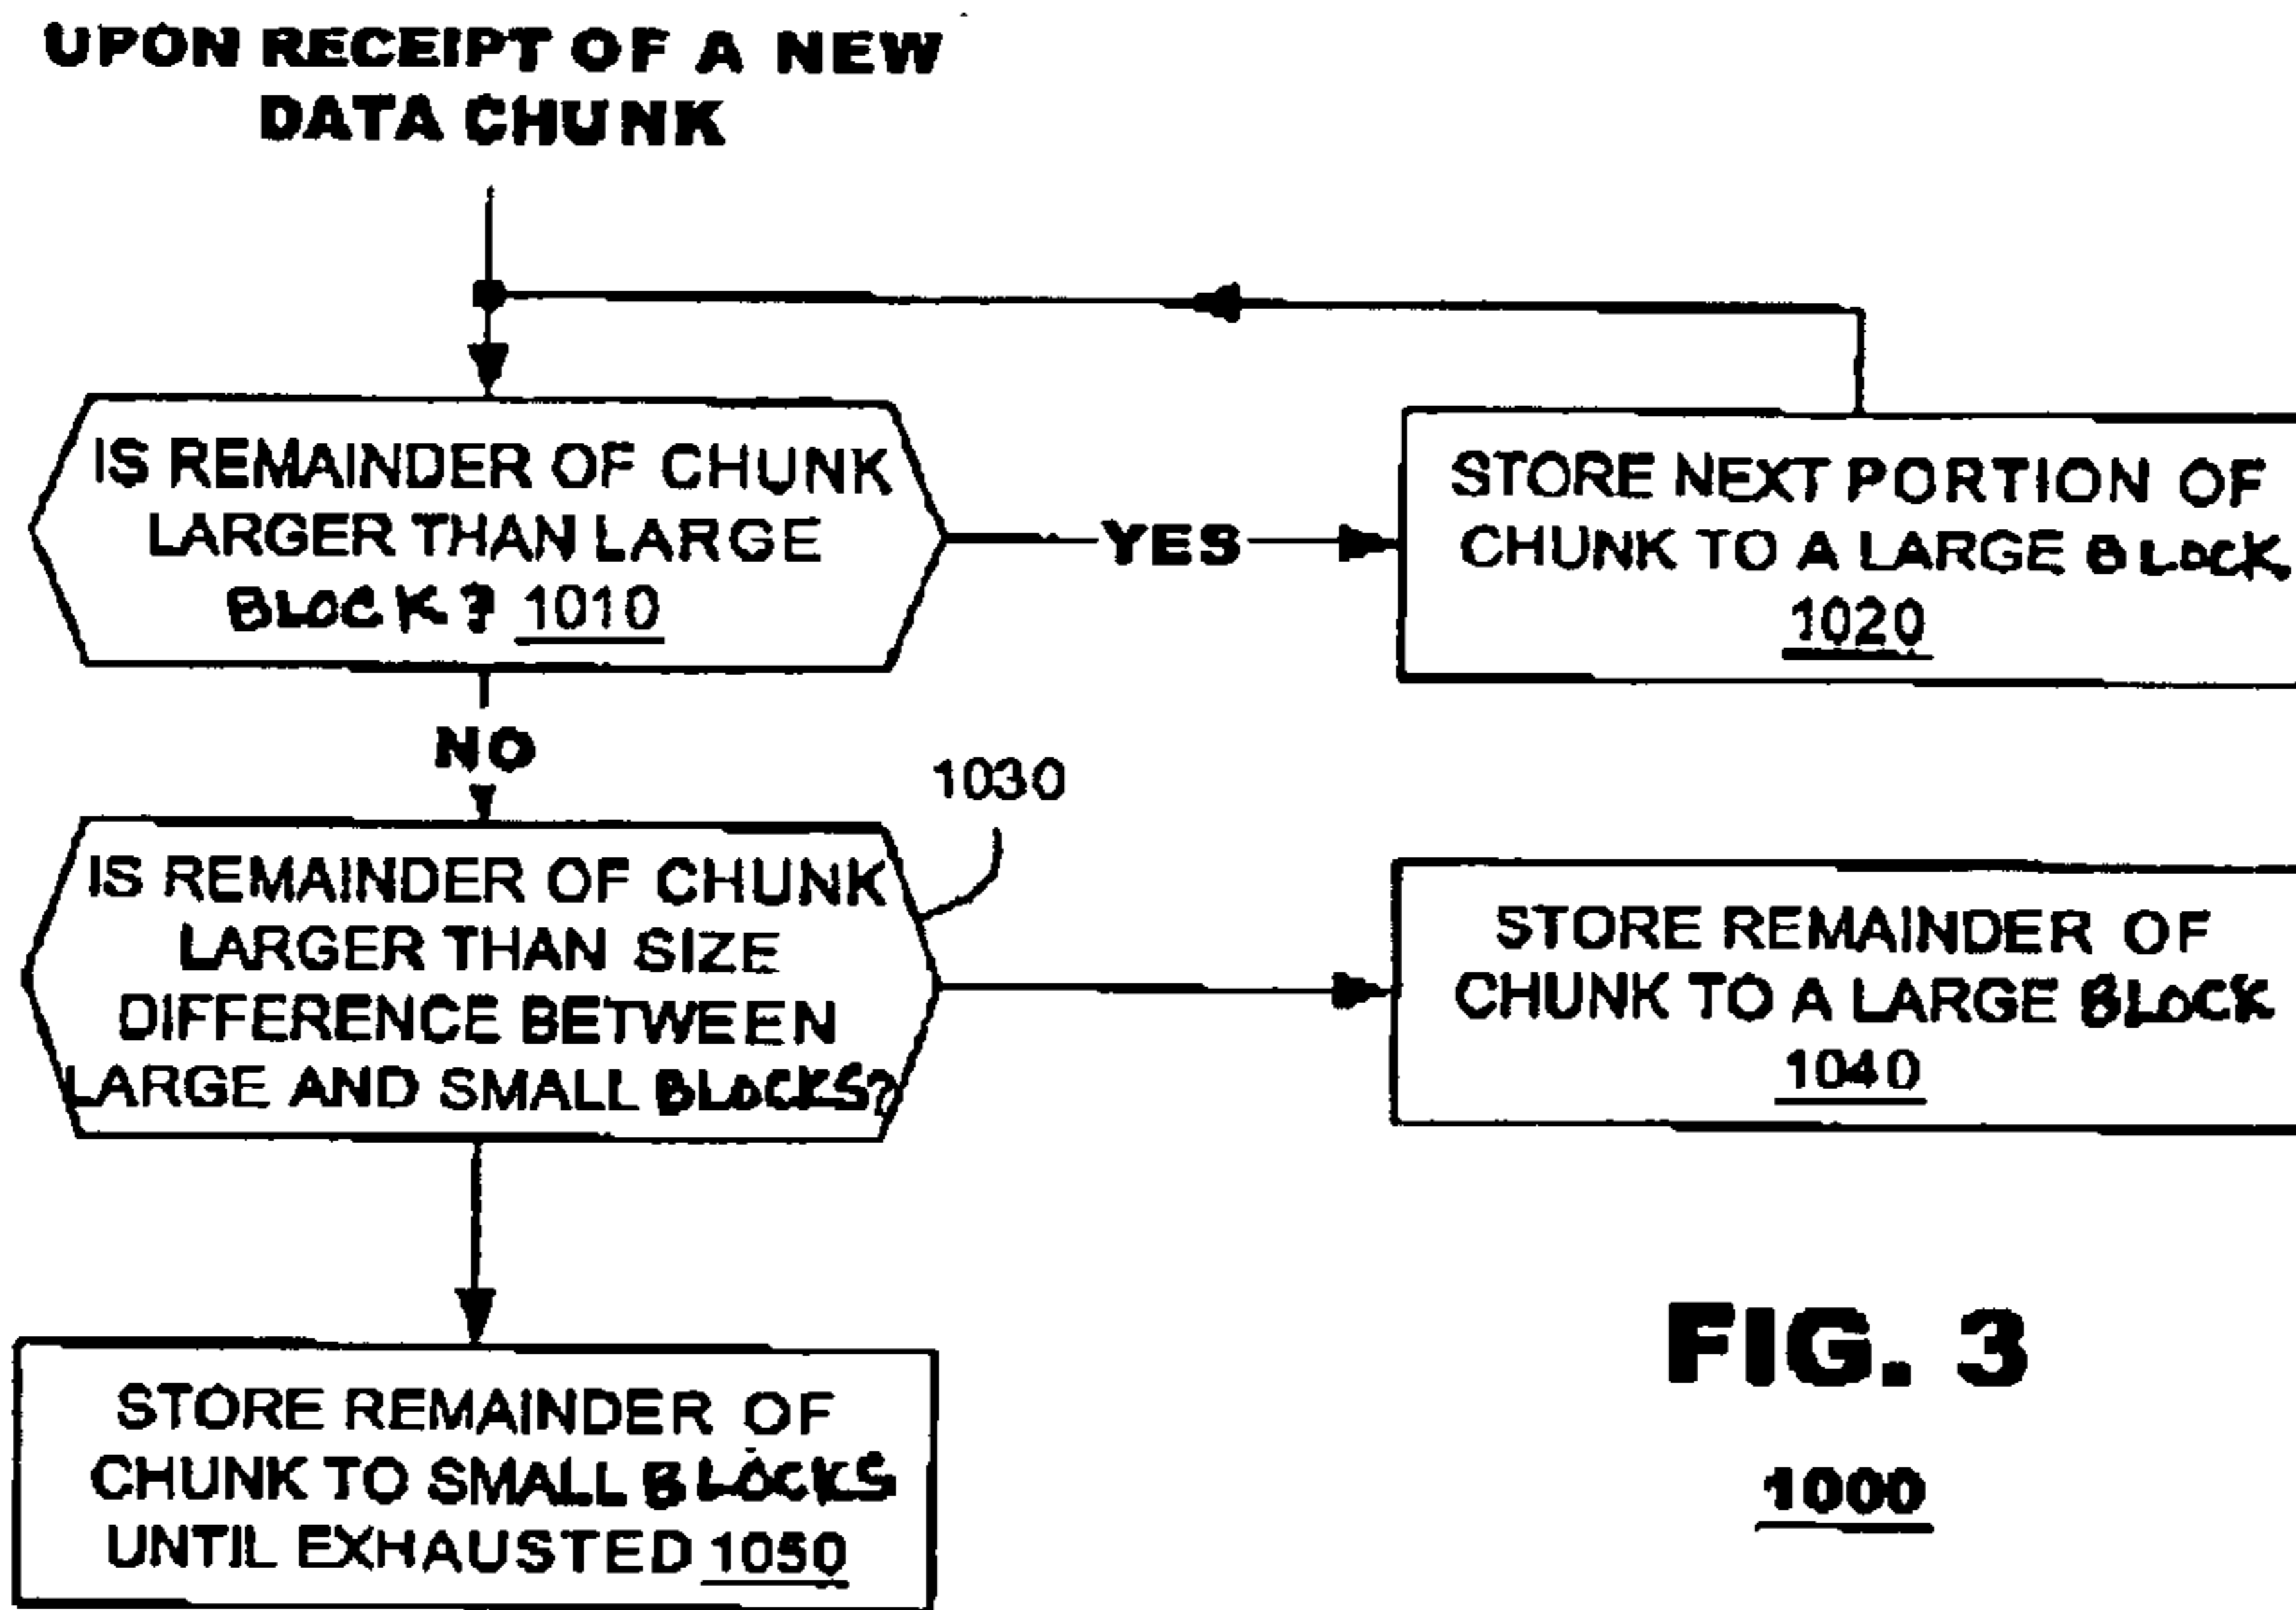 UPON RECEIPT OF A NEW
DATA CHUNK
IS REMAINDER OF CHUNK
LARGER THAN LARGE
BLOCK? 1010
YES
STORE NEXT PORTION OF
CHUNK TO A LARGE BLOCK
1020
NO
1030
IS REMAINDER OF CHUNK
LARGER THAN SIZE
DIFFERENCE BETWEEN
LARGE AND SMALL BLOCKS?
STORE REMAINDER OF
CHUNK TO A LARGE BLOCK
1040
STORE REMAINDER OF
CHUNK TO SMALL BLOCKS
UNTIL EXHAUSTED 1050
FIG. 3
1000